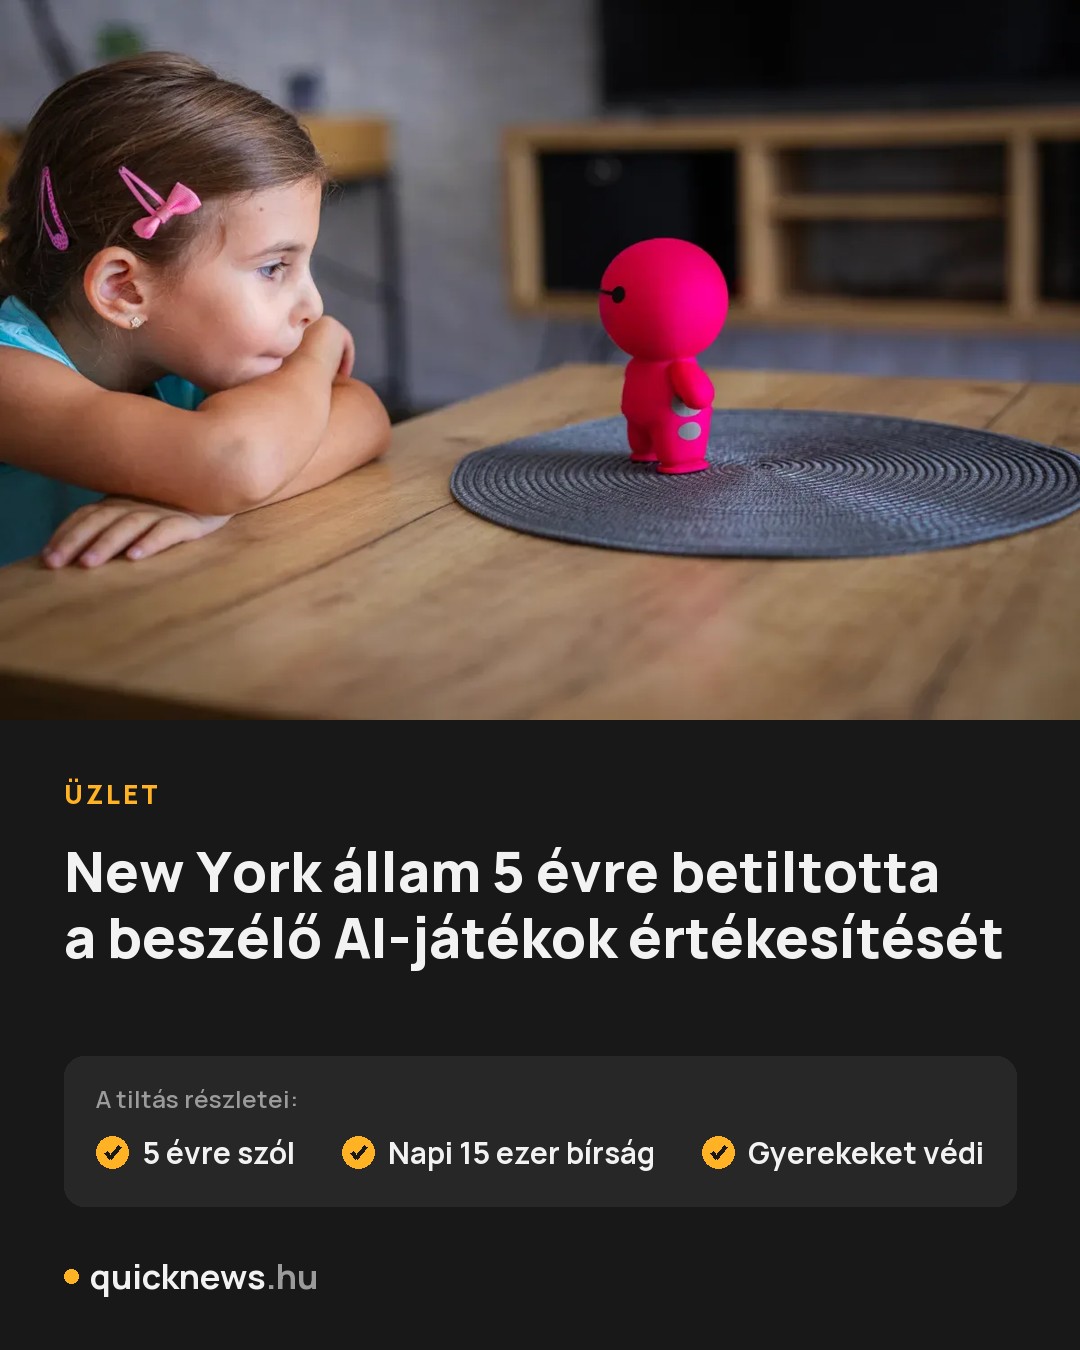 ÜZLET
New York állam 5 évre betiltotta
a beszélő AI-játékok értékesítését
A tiltás részletei:
5 évre szól
Napi 15 ezer bírság
Gyerekeket védi
quicknews.hu